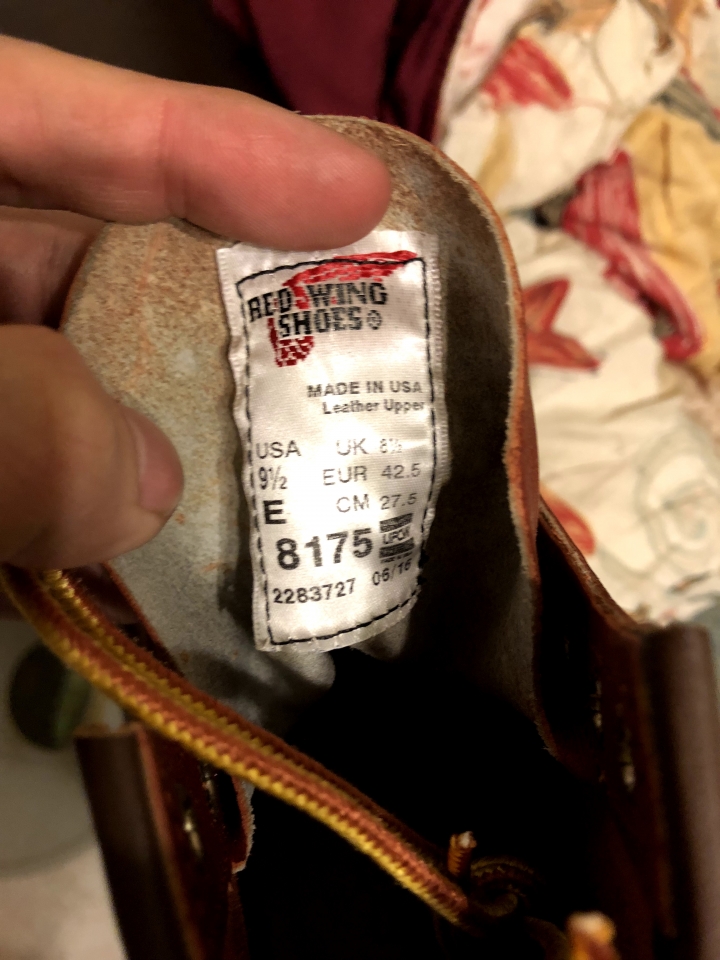 RED WING
SHOES®
MADE IN USA
Leather Upper
USA UK 8½
9½ EUR 42.5
E CM 27.5
8175
2283727 06/16